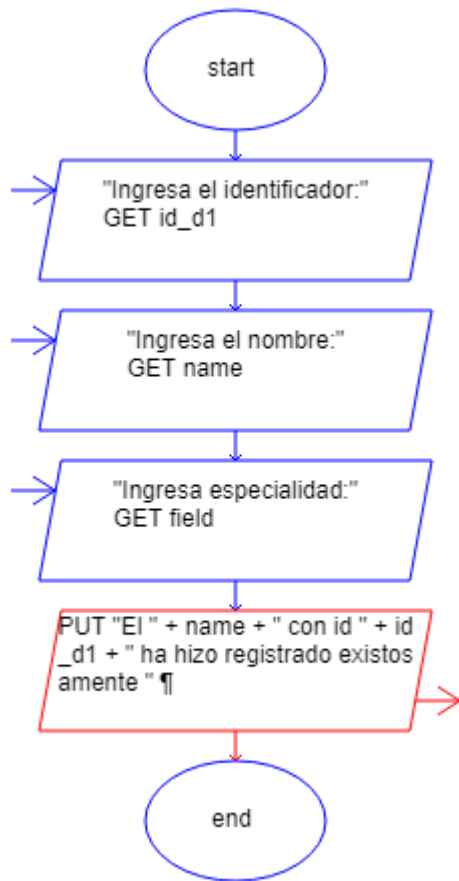 start
"Ingresa el identificador:"
GET id_d1
"Ingresa el nombre:"
GET name
"Ingresa especialidad:"
GET field
PUT "El " + name + " con id " + id
_d1 + " ha hizo registrado existos
amente " ¶
end